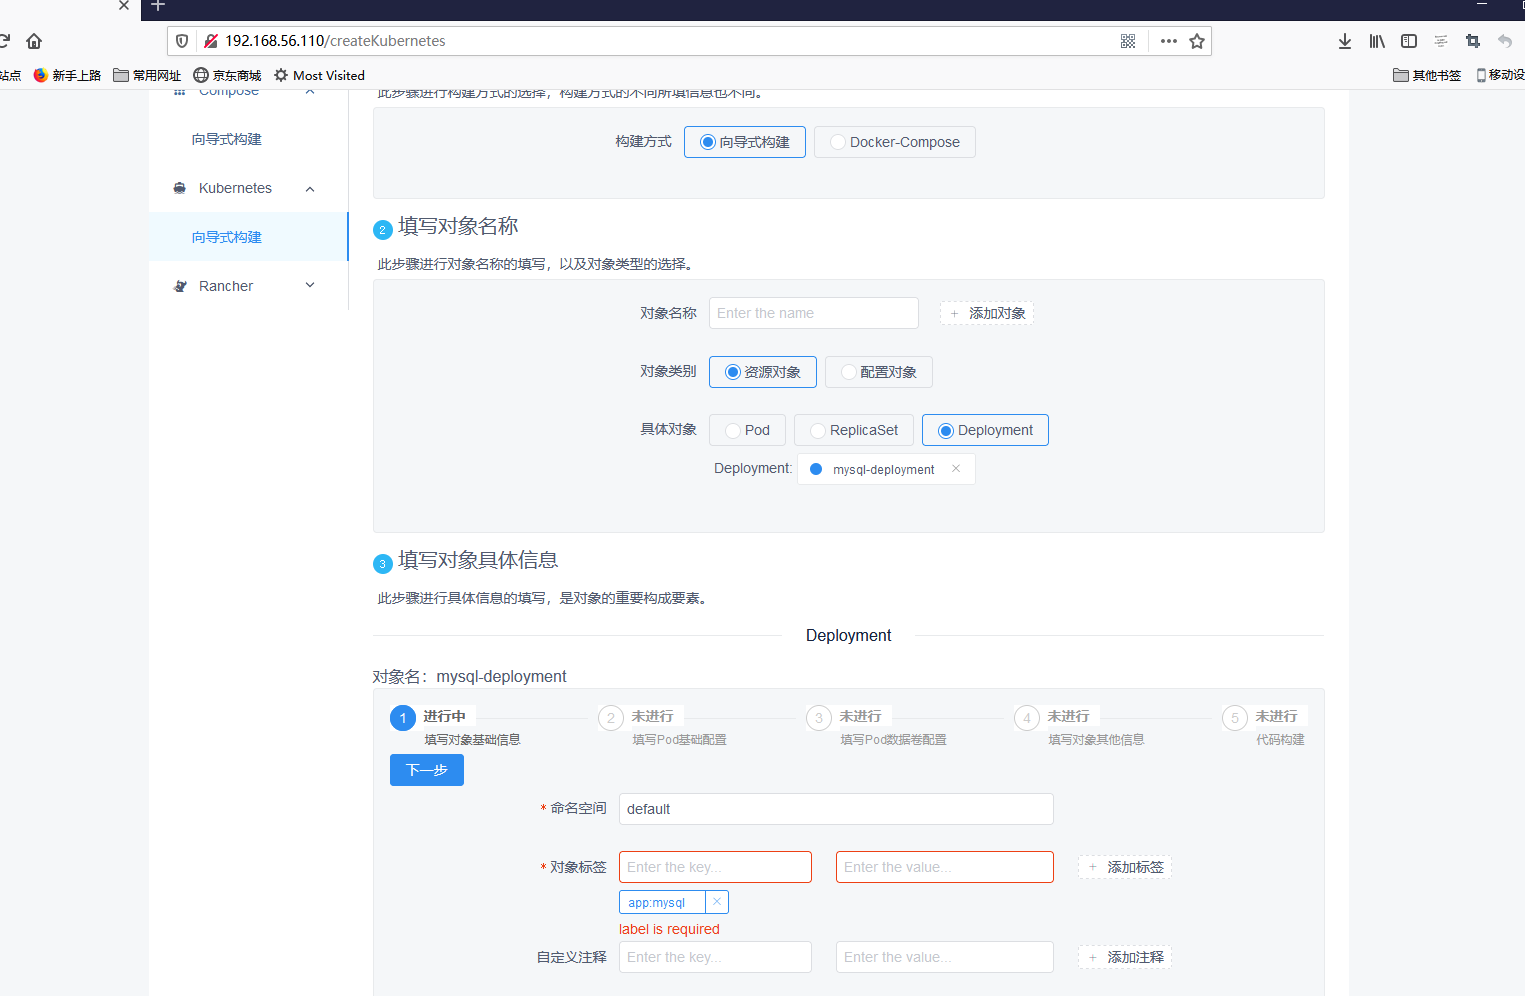 192.168.56.110/createKubernetes
站点 新手上路 常用网址 京东商城 Most Visited 其他书签 移动设
Compose
此步骤进行构建方式的选择，构建方式的不同所填信息也不同。
向导式构建
构建方式 向导式构建 Docker-Compose
Kubernetes
向导式构建
Rancher
2 填写对象名称
此步骤进行对象名称的填写，以及对象类型的选择。
对象名称 Enter the name + 添加对象
对象类别 资源对象 配置对象
具体对象 Pod ReplicaSet Deployment
Deployment: mysql-deployment
3 填写对象具体信息
此步骤进行具体信息的填写，是对象的重要构成要素。
Deployment
对象名：mysql-deployment
1 进行中 2 未进行 3 未进行 4 未进行 5 未进行
填写对象基础信息 填写Pod基础配置 填写Pod数据卷配置 填写对象其他信息 代码构建
下一步
* 命名空间 default
* 对象标签 Enter the key... Enter the value... + 添加标签
app:mysql
label is required
自定义注释 Enter the key... Enter the value... + 添加注释